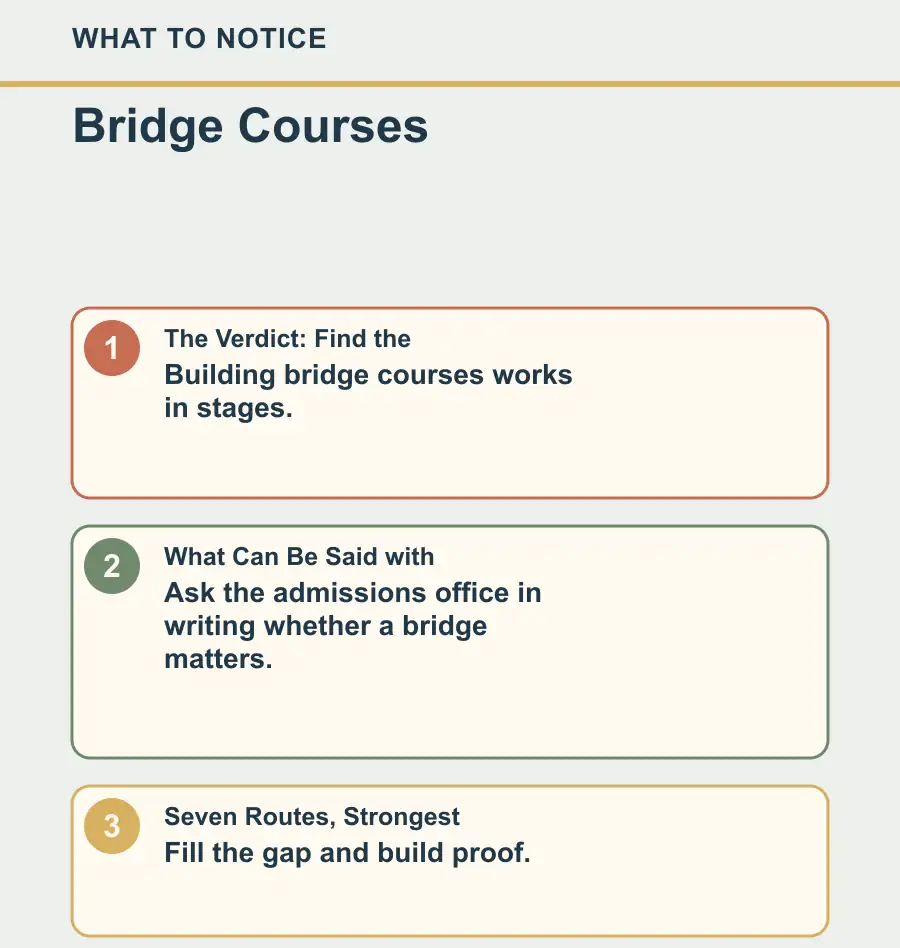 WHAT TO NOTICE
Bridge Courses
1
The Verdict: Find the
Building bridge courses works
in stages.
2
What Can Be Said with
Ask the admissions office in
writing whether a bridge
matters.
3
Seven Routes, Strongest
Fill the gap and build proof.